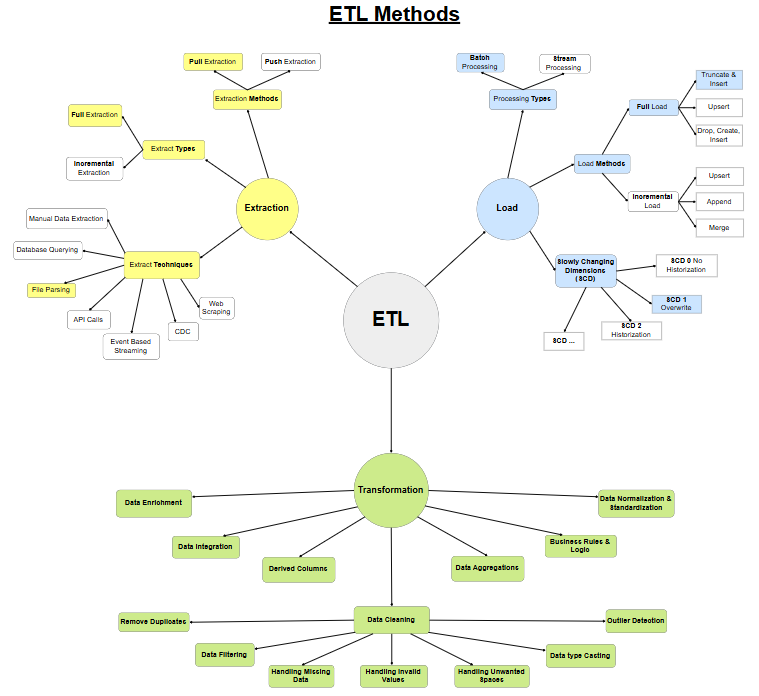 ETL Methods
Pull Extraction
Push Extraction
Extraction Methods
Full Extraction
Extract Types
Incremental
Extraction
Extraction
Manual Data Extraction
Database Querying
Extract Techniques
File Parsing
API Calls
Event Based
Streaming
CDC
Web
Scraping
Batch
Processing
Stream
Processing
Processing Types
Load
Load Methods
Full Load
Truncate &
Insert
Upsert
Drop, Create,
Insert
Incremental
Load
Upsert
Append
Merge
Slowly Changing
Dimensions
(SCD)
SCD 0 No
Historization
SCD 1
Overwrite
SCD 2
Historization
SCD ...
ETL
Transformation
Data Enrichment
Data Integration
Derived Columns
Data Aggregations
Business Rules &
Logic
Data Normalization &
Standardization
Data Cleaning
Remove Duplicates
Data Filtering
Handling Missing
Data
Handling Invalid
Values
Handling Unwanted
Spaces
Data type Casting
Outlier Detection